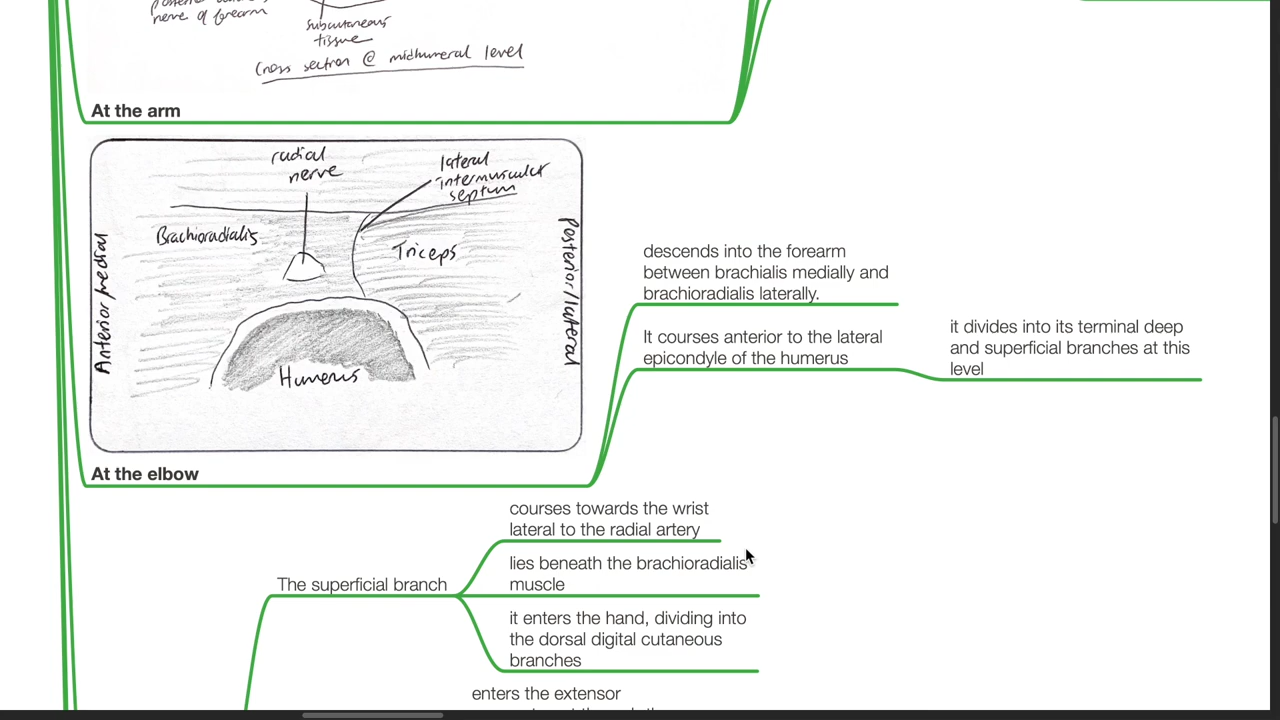 nerve of forearm
subcutaneous
tissue
Cross section @ midhumeral level
At the arm
radial
nerve
lateral
intermuscular
septum
Brachioradialis
Triceps
Anterior/medial
Posterior/lateral
Humerus
At the elbow
descends into the forearm
between brachialis medially and
brachioradialis laterally.
It courses anterior to the lateral
epicondyle of the humerus
it divides into its terminal deep
and superficial branches at this
level
courses towards the wrist
lateral to the radial artery
The superficial branch
lies beneath the brachioradialis
muscle
it enters the hand, dividing into
the dorsal digital cutaneous
branches
enters the extensor